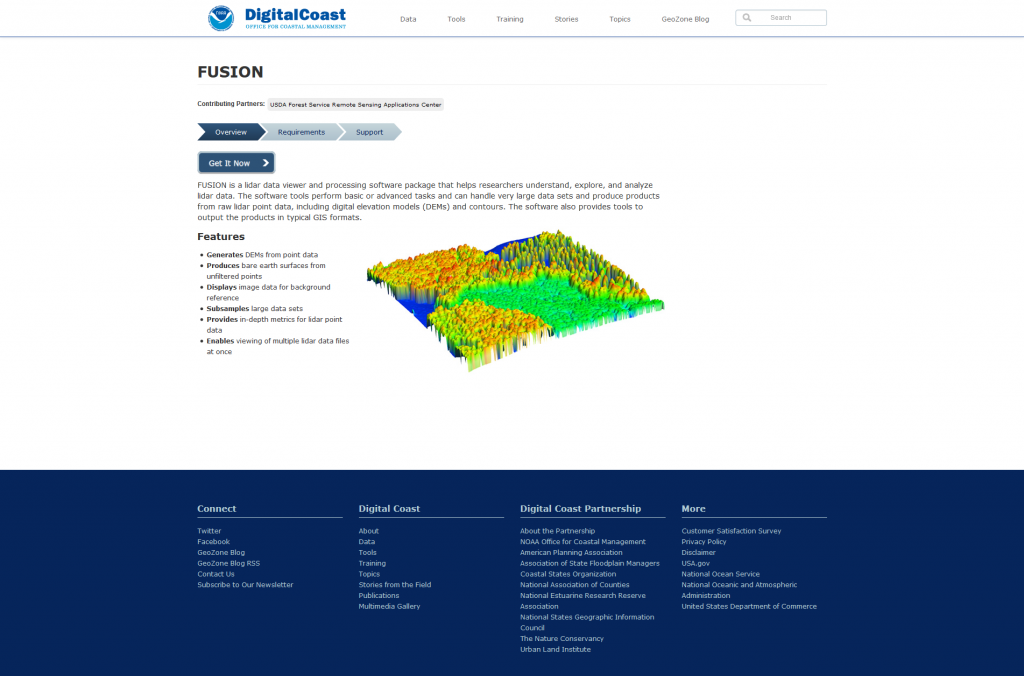 NOAA
DigitalCoast
OFFICE FOR COASTAL MANAGEMENT
Data
Tools
Training
Stories
Topics
GeoZone Blog
Search
FUSION
Contributing Partners: USDA Forest Service Remote Sensing Applications Center
Overview
Requirements
Support
Get It Now
FUSION is a lidar data viewer and processing software package that helps researchers understand, explore, and analyze
lidar data. The software tools perform basic or advanced tasks and can handle very large data sets and produce products
from raw lidar point data, including digital elevation models (DEMs) and contours. The software also provides tools to
output the products in typical GIS formats.
Features
• Generates DEMs from point data
• Produces bare earth surfaces from
unfiltered points
• Displays image data for background
reference
• Subsamples large data sets
• Provides in-depth metrics for lidar point
data
• Enables viewing of multiple lidar data files
at once
Connect
Twitter
Facebook
GeoZone Blog
GeoZone Blog RSS
Contact Us
Subscribe to Our Newsletter
Digital Coast
About
Data
Tools
Training
Topics
Stories from the Field
Publications
Multimedia Gallery
Digital Coast Partnership
About the Partnership
NOAA Office for Coastal Management
American Planning Association
Association of State Floodplain Managers
Coastal States Organization
National Association of Counties
National Estuarine Research Reserve
Association
National States Geographic Information
Council
The Nature Conservancy
Urban Land Institute
More
Customer Satisfaction Survey
Privacy Policy
Disclaimer
USA.gov
National Ocean Service
National Oceanic and Atmospheric
Administration
United States Department of Commerce